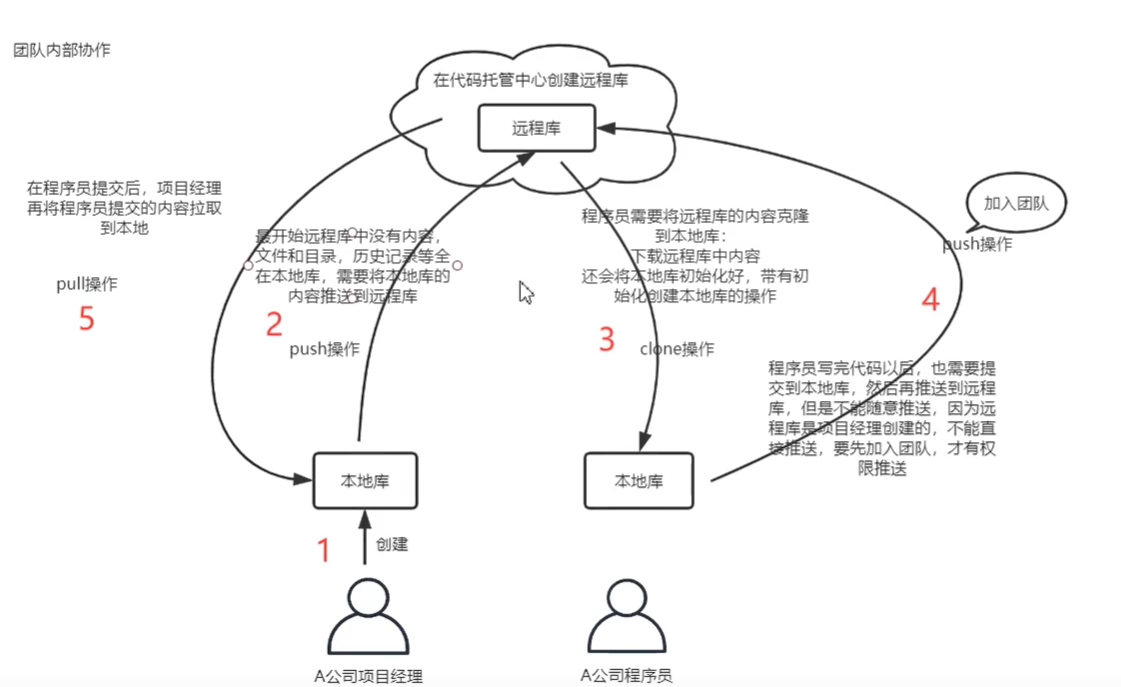 团队内部协作
在代码托管中心创建远程库
远程库
在程序员提交后，项目经理
再将程序员提交的内容拉取
到本地
pull操作
5
最开始远程库中没有内容，
文件和目录，历史记录等全
在本地库，需要将本地库的
内容推送到远程库
2
push操作
程序员需要将远程库的内容克隆
到本地库：
下载远程库中内容
还会将本地库初始化好，带有初
始化创建本地库的操作
3
clone操作
加入团队
push操作
4
程序员写完代码以后，也需要提
交到本地库，然后再推送到远程
库，但是不能随意推送，因为远
程库是项目经理创建的，不能直
接推送，要先加入团队，才有权
限推送
本地库
本地库
1
创建
A公司项目经理
A公司程序员